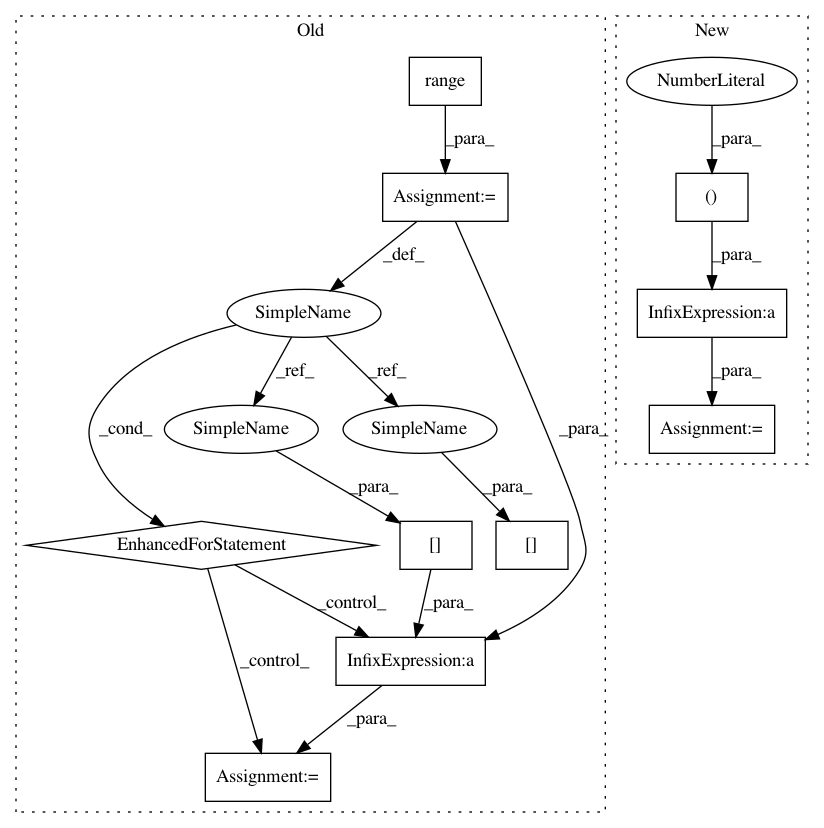 Old
New
range
NumberLiteral
_para_
_para_
Assignment:=
()
_def_
_para_
SimpleName
InfixExpression:a
_ref_
_ref_
_para_
_cond_
SimpleName
SimpleName
_para_
Assignment:=
_para_
_para_
EnhancedForStatement
[]
[]
_control_
_para_
_control_
InfixExpression:a
_para_
Assignment:=